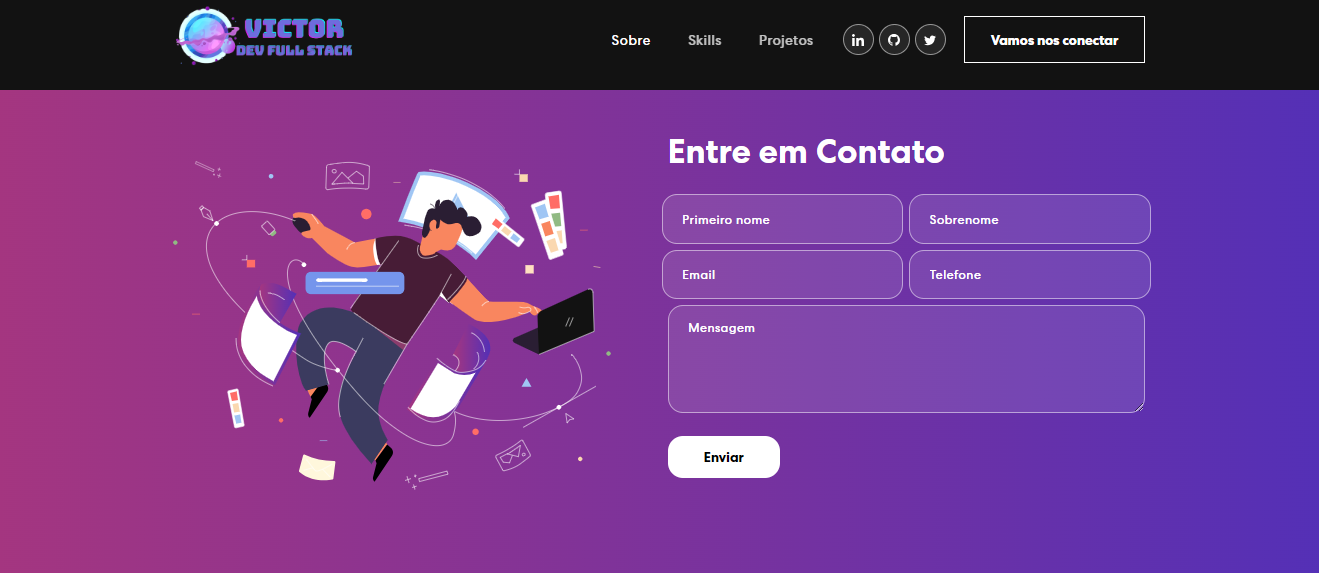 VICTOR
DEV FULL STACK
Sobre Skills Projetos Vamos nos conectar
Entre em Contato
Primeiro nome Sobrenome
Email Telefone
Mensagem
Enviar